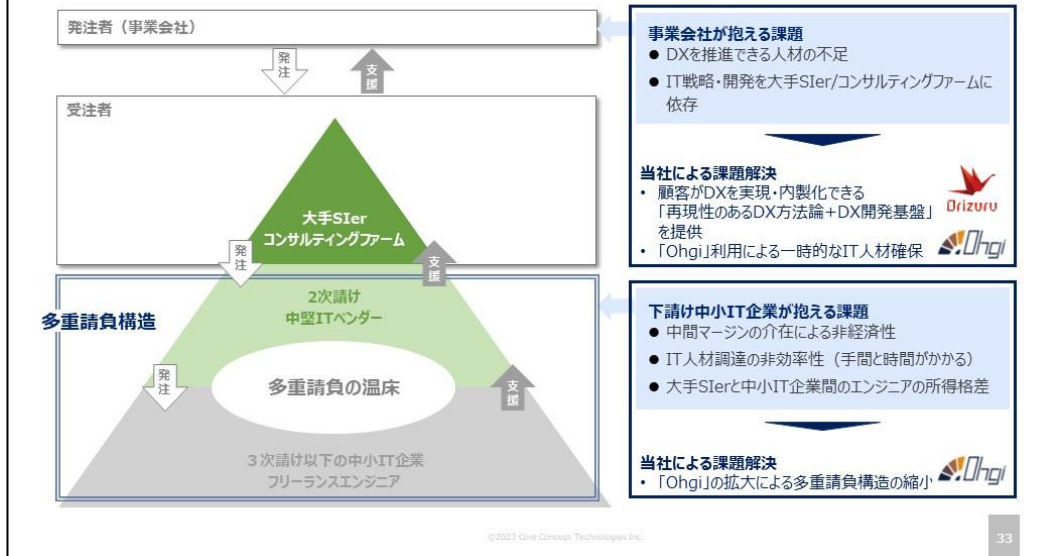 発注者（事業会社）
発注
支援
受注者
大手SIer
コンサルティングファーム
発注
支援
多重請負構造
2次請け
中堅ITベンダー
発注
多重請負の温床
支援
３次請け以下の中小IT企業
フリーランスエンジニア
事業会社が抱える課題
● DXを推進できる人材の不足
● IT戦略・開発を大手SIer/コンサルティングファームに
依存
当社による課題解決
• 顧客がDXを実現・内製化できる
「再現性のあるDX方法論+DX開発基盤」
を提供
• 「Ohgi」利用による一時的なIT人材確保
Orizuru
Ohgi
下請け中小IT企業が抱える課題
● 中間マージンの介在による非経済性
● IT人材調達の非効率性（手間と時間がかかる）
● 大手SIerと中小IT企業間のエンジニアの所得格差
当社による課題解決
• 「Ohgi」の拡大による多重請負構造の縮小
Ohgi
©2023 Core Concept Technologies Inc.
33